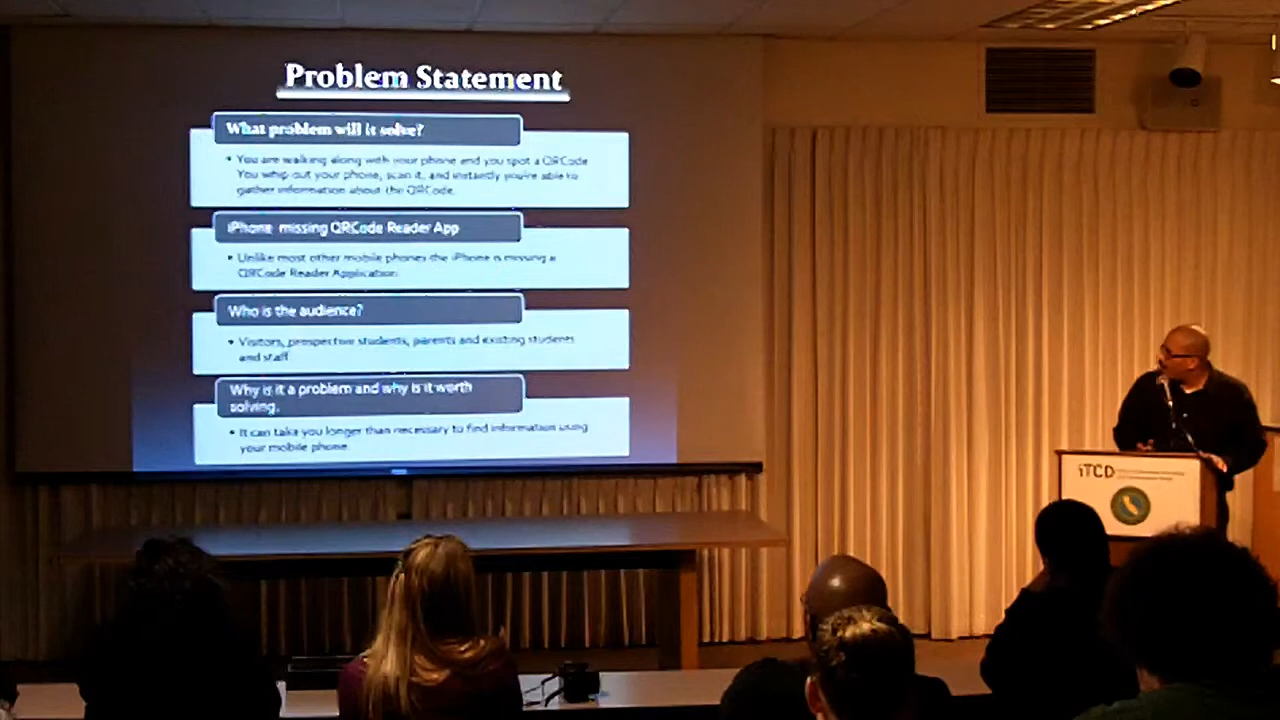 Problem Statement
What problem will it solve?
• You are walking along with your phone and you spot a QRCode
You whip out your phone, scan it, and instantly you're able to
gather information about the QRCode.
iPhone missing QRCode Reader App
• Unlike most other mobile phones the iPhone is missing a
QRCode Reader Application
Who is the audience?
• Visitors, prospective students, parents and existing students
and staff
Why is it a problem and why is it worth
solving.
• It can take you longer than necessary to find information using
your mobile phone
iTCD